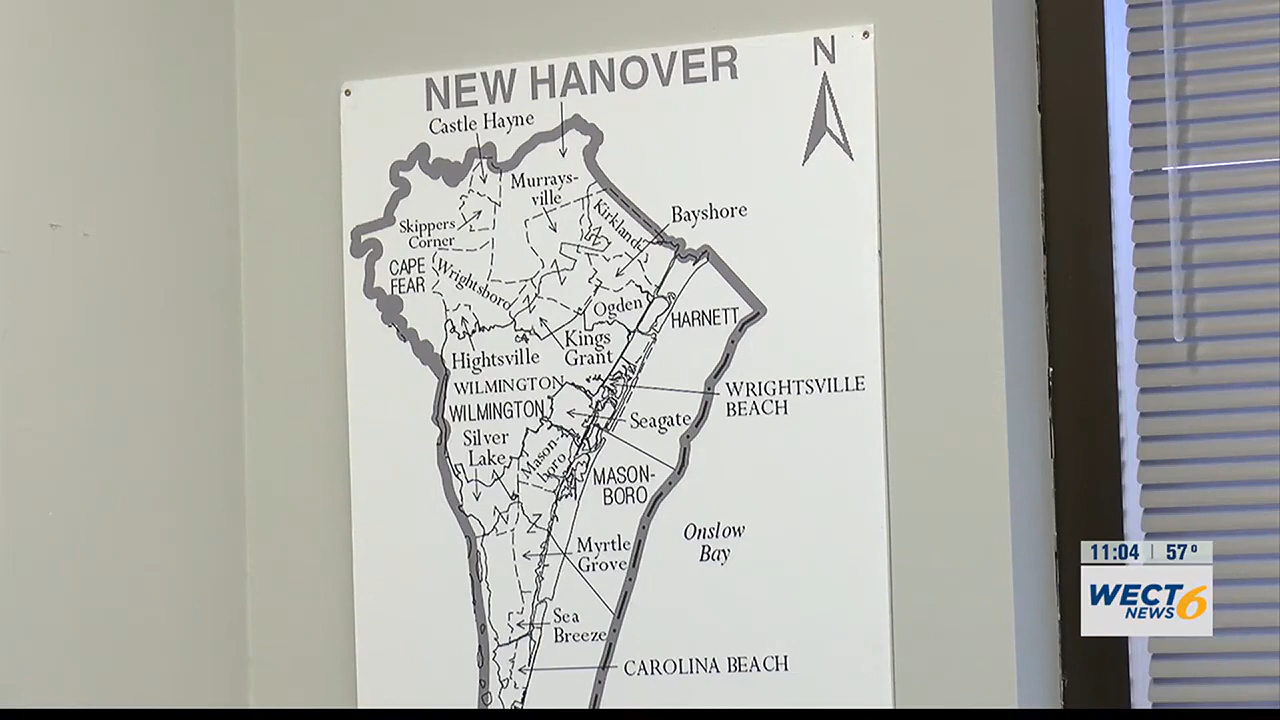 NEW HANOVER
N
Castle Hayne
Murrays-
ville
Kirkland
Bayshore
Skippers
Corner
CAPE
FEAR
Wrightsboro
Ogden
HARNETT
Kings
Grant
Hightsville
WILMINGTON
WRIGHTSVILLE
BEACH
WILMINGTON
Seagate
Silver
Lake
Mason-
boro
MASON-
BORO
Onslow
Bay
Myrtle
Grove
Sea
Breeze
CAROLINA BEACH
11:04 57°
WECT 6
NEWS